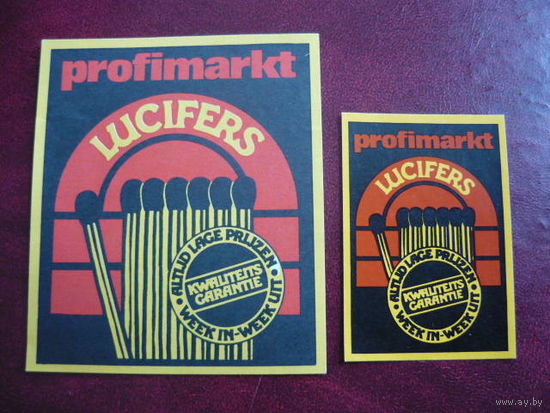 profimarkt
LUCIFERS
ALTIJD LAGE PRIJZEN
KWALITEITS
GARANTIE
WEEK IN-WEEK UIT
profimarkt
LUCIFERS
ALTIJD LAGE PRIJZEN
KWALITEITS
GARANTIE
WEEK IN-WEEK UIT
www.ay.by